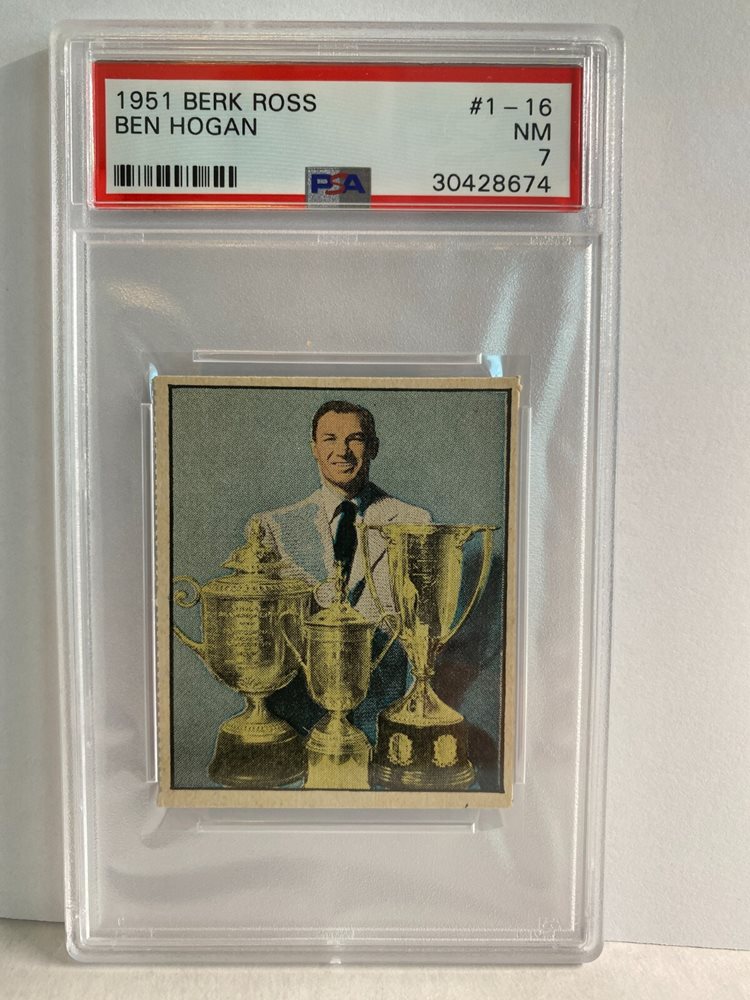 1951 BERK ROSS
#1-16
BEN HOGAN
NM
7
PSA
30428674